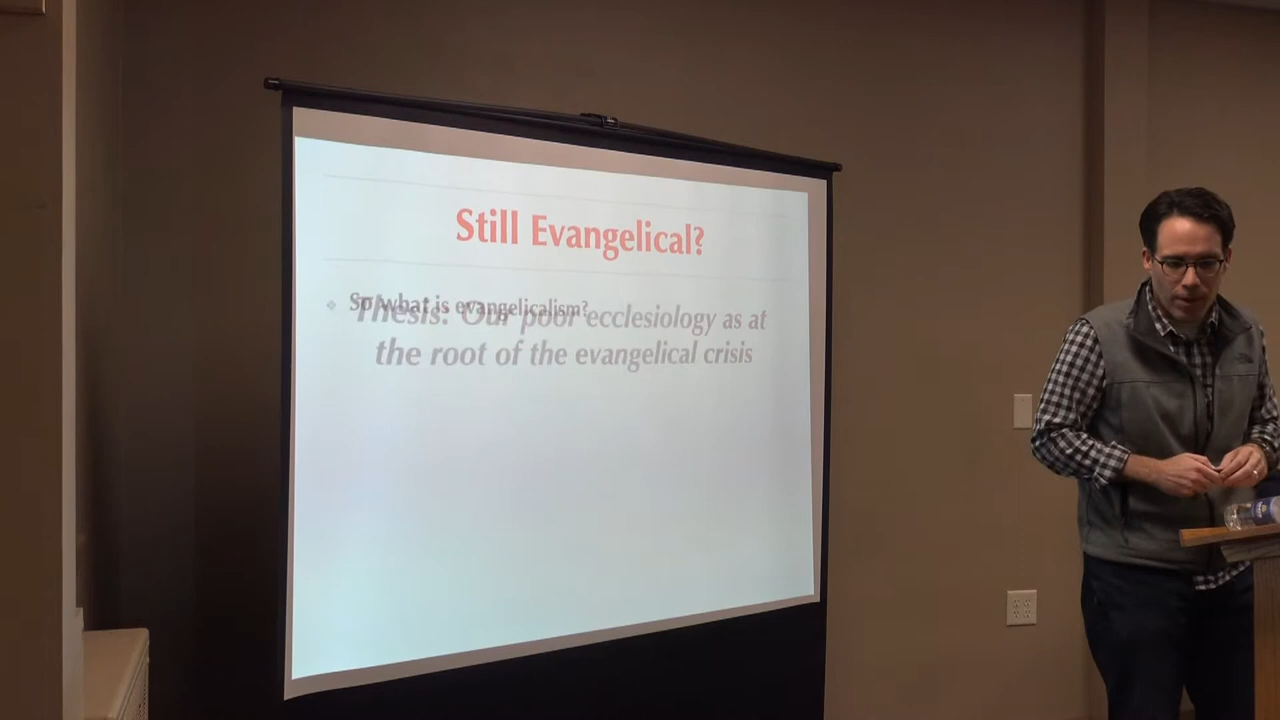 Still Evangelical?
So what is evangelicalism?
Thesis: Our poor ecclesiology as at
the root of the evangelical crisis